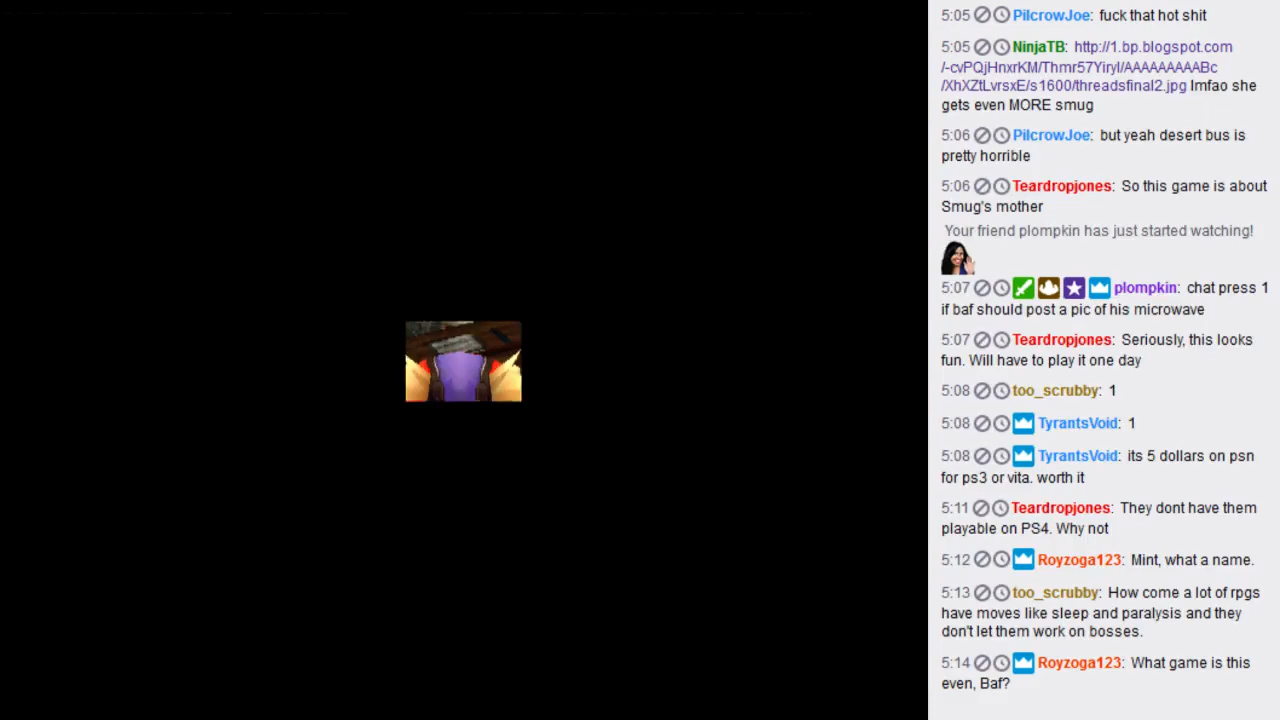 5:05 PilcrowJoe: fuck that hot shit
5:05 NinjaTB: http://1.bp.blogspot.com
/-cvPQjHnxrKM/Thmr57YiryI/AAAAAAAAABc
/XhXZtLvrsxE/s1600/threadsfinal2.jpg lmfao she
gets even MORE smug
5:06 PilcrowJoe: but yeah desert bus is
pretty horrible
5:06 Teardropjones: So this game is about
Smug's mother
Your friend plompkin has just started watching!
5:07 plompkin: chat press 1
if baf should post a pic of his microwave
5:07 Teardropjones: Seriously, this looks
fun. Will have to play it one day
5:08 too_scrubby: 1
5:08 TyrantsVoid: 1
5:08 TyrantsVoid: its 5 dollars on psn
for ps3 or vita. worth it
5:11 Teardropjones: They dont have them
playable on PS4. Why not
5:12 Royzoga123: Mint, what a name.
5:13 too_scrubby: How come a lot of rpgs
have moves like sleep and paralysis and they
don't let them work on bosses.
5:14 Royzoga123: What game is this
even, Baf?